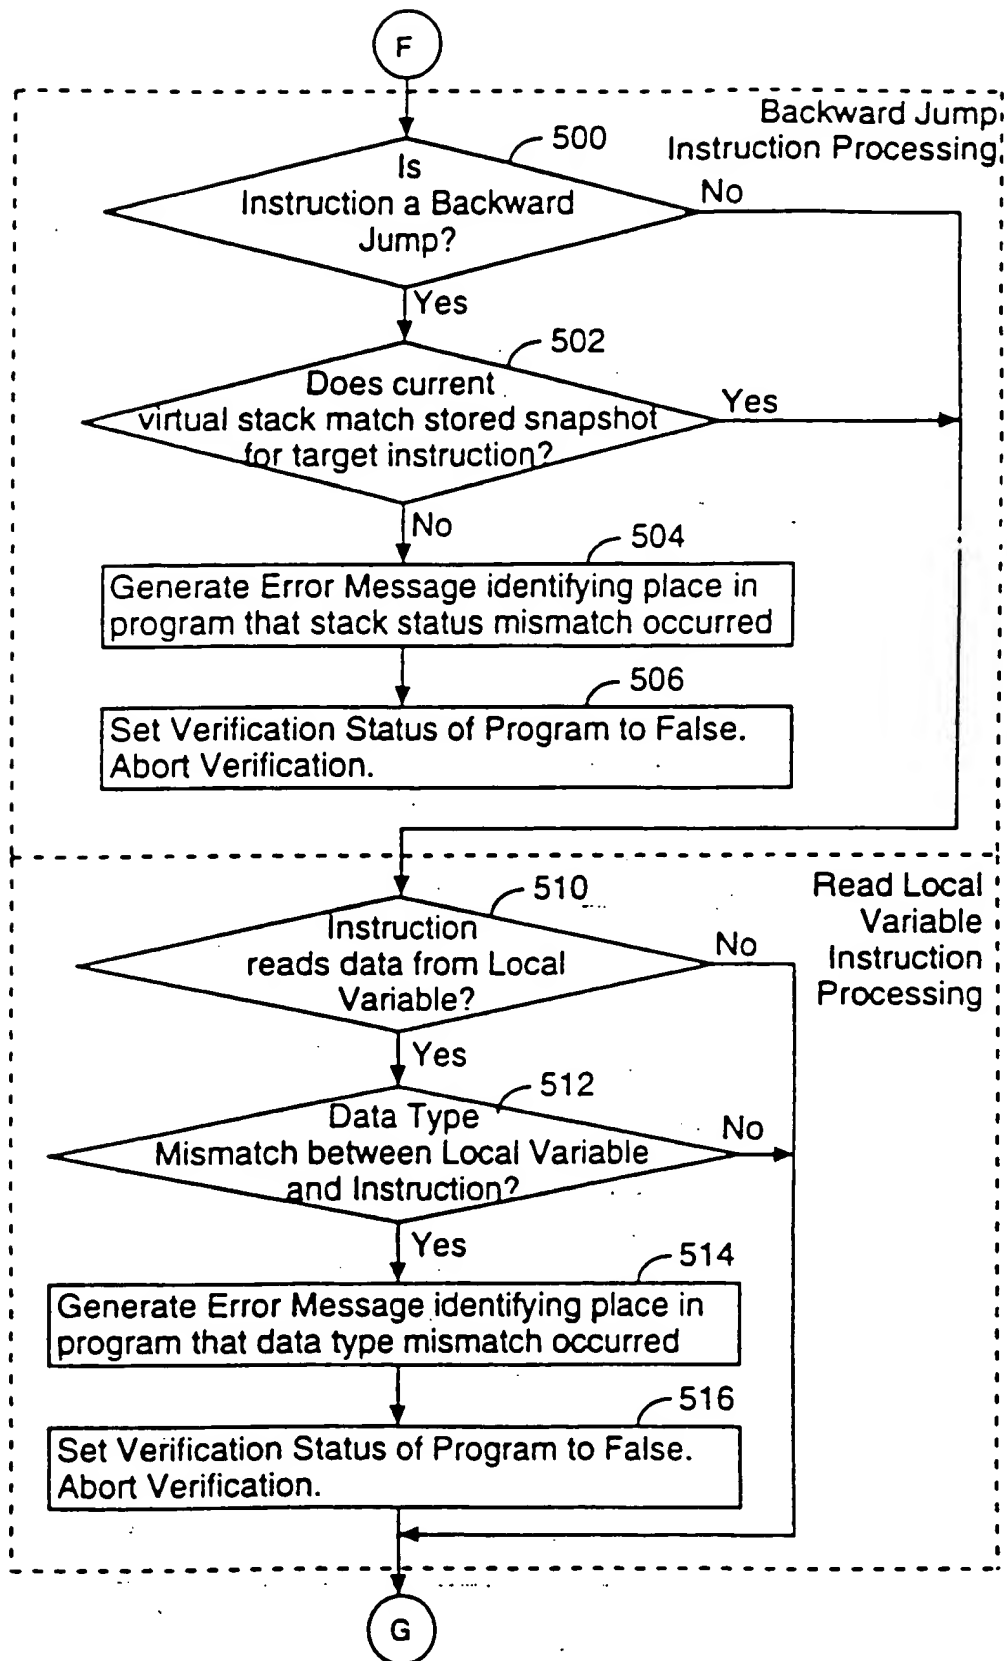 F
Backward Jump
Instruction Processing
500
Is
Instruction a Backward
Jump?
No
Yes
502
Does current
virtual stack match stored snapshot
for target instruction?
Yes
No
504
Generate Error Message identifying place in
program that stack status mismatch occurred
506
Set Verification Status of Program to False.
Abort Verification.
Read Local
Variable
Instruction
Processing
510
Instruction
reads data from Local
Variable?
No
Yes
512
Data Type
Mismatch between Local Variable
and Instruction?
No
Yes
514
Generate Error Message identifying place in
program that data type mismatch occurred
516
Set Verification Status of Program to False.
Abort Verification.
G